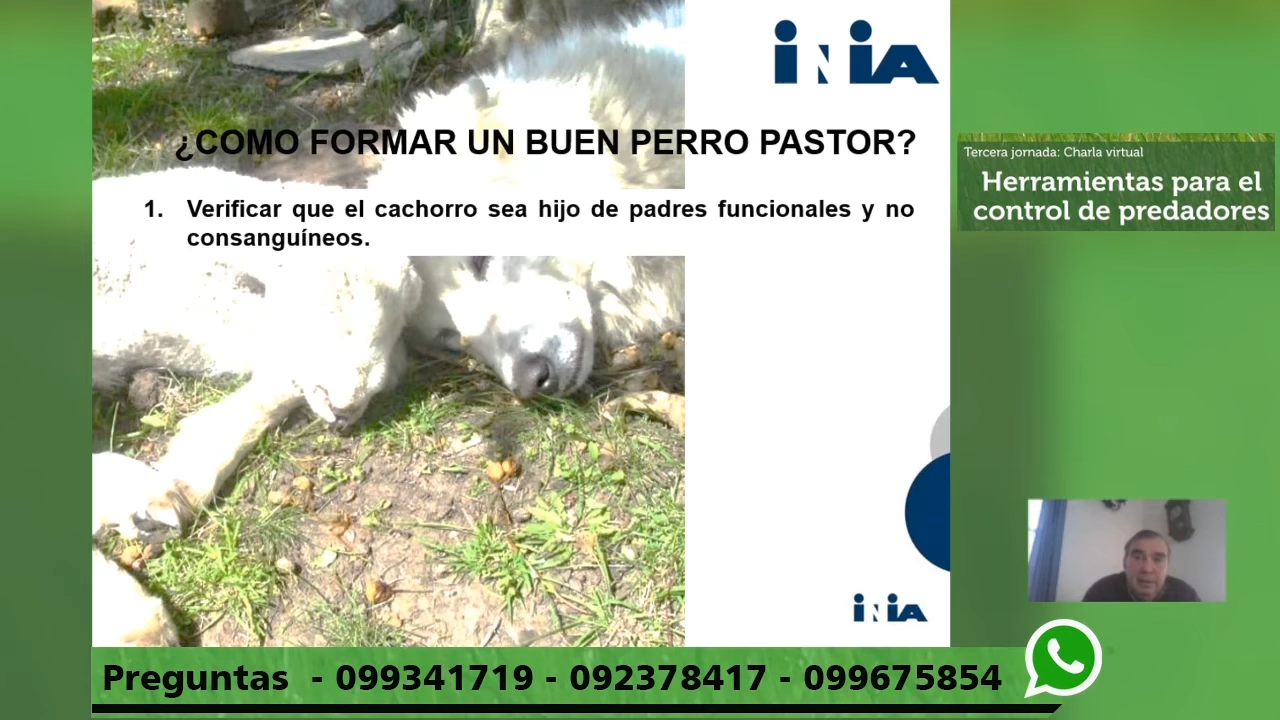 INIA
¿COMO FORMAR UN BUEN PERRO PASTOR?
1. Verificar que el cachorro sea hijo de padres funcionales y no
consanguíneos.
Tercera jornada: Charla virtual
Herramientas para el
control de predadores
INIA
Preguntas - 099341719 - 092378417 - 099675854